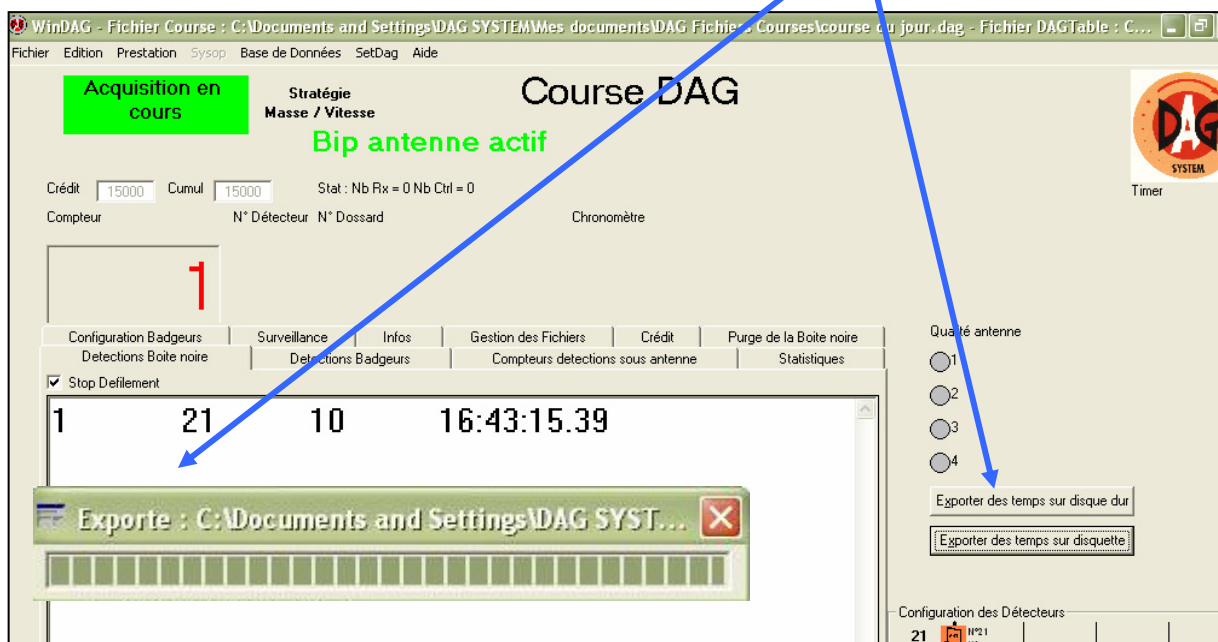 WinDAG - Fichier Course : C:\Documents and Settings\DAG SYSTEM\Mes documents\DAG Fichiers Courses\course du jour.dag - Fichier DAGTable : C...
Fichier Edition Prestation Sysop Base de Données SetDag Aide
Acquisition en cours
Stratégie
Masse / Vitesse
Course DAG
Bip antenne actif
DAG
SYSTEM
Crédit 15000 Cumul 15000 Stat : Nb Rx = 0 Nb Ctrl = 0
Timer
Compteur N° Détecteur N° Dossard Chronomètre
1
Configuration Badgeurs Surveillance Infos Gestion des Fichiers Crédit Purge de la Boite noire
Detections Boite noire Detections Badgeurs Compteurs detections sous antenne Statistiques
Qualité antenne
1
2
3
4
Stop Defilement
1 21 10 16:43:15.39
Exporte : C:\Documents and Settings\DAG SYST...
Exporter des temps sur disque dur
Exporter des temps sur disquette
Configuration des Détecteurs
21 N°21